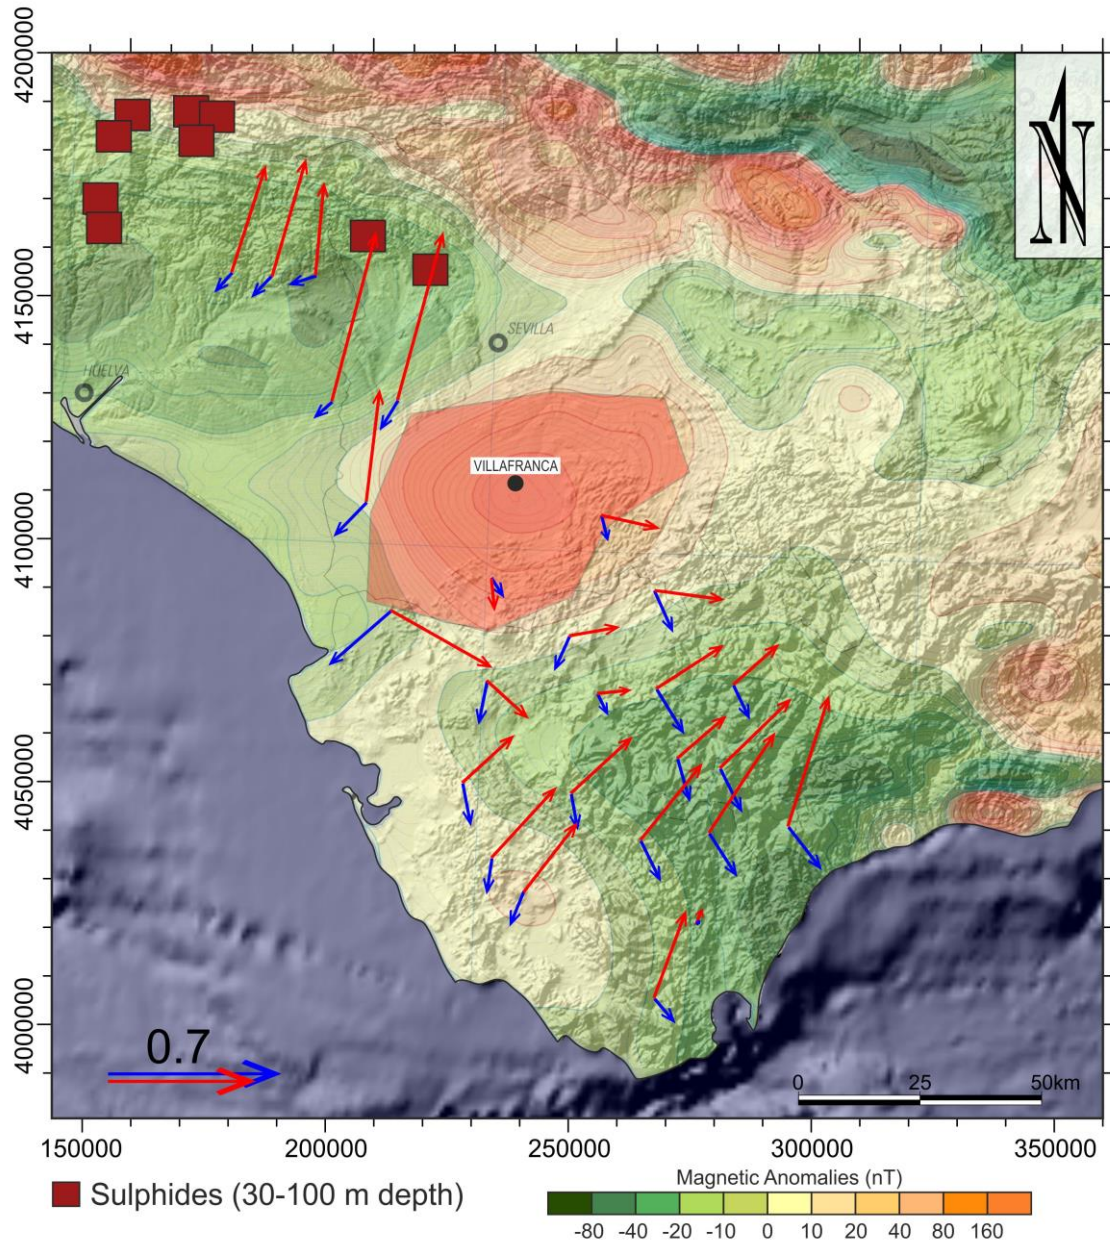 4200000
4150000
4100000
4050000
4000000
N
SEVILLA
HUELVA
VILLAFRANCA
0.7
0 25 50km
150000 200000 250000 300000 350000
Sulphides (30-100 m depth)
Magnetic Anomalies (nT)
-80 -40 -20 -10 0 10 20 40 80 160